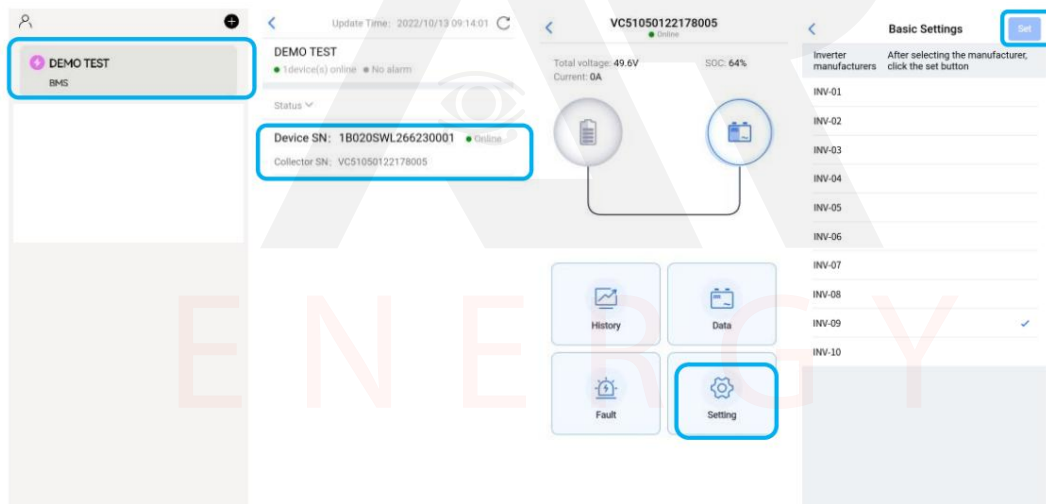 DEMO TEST
BMS
Update Time: 2022/10/13 09:14:01
DEMO TEST
1device(s) online No alarm
Status
Device SN: 1B020SWL266230001 Online
Collector SN: VC51050122178005
VC51050122178005
Online
Total voltage: 49.6V SOC: 64%
Current: 0A
History
Data
Fault
Setting
Basic Settings
Set
Inverter manufacturers
After selecting the manufacturer,
click the set button
INV-01
INV-02
INV-03
INV-04
INV-05
INV-06
INV-07
INV-08
INV-09
INV-10
AR
ENERGY